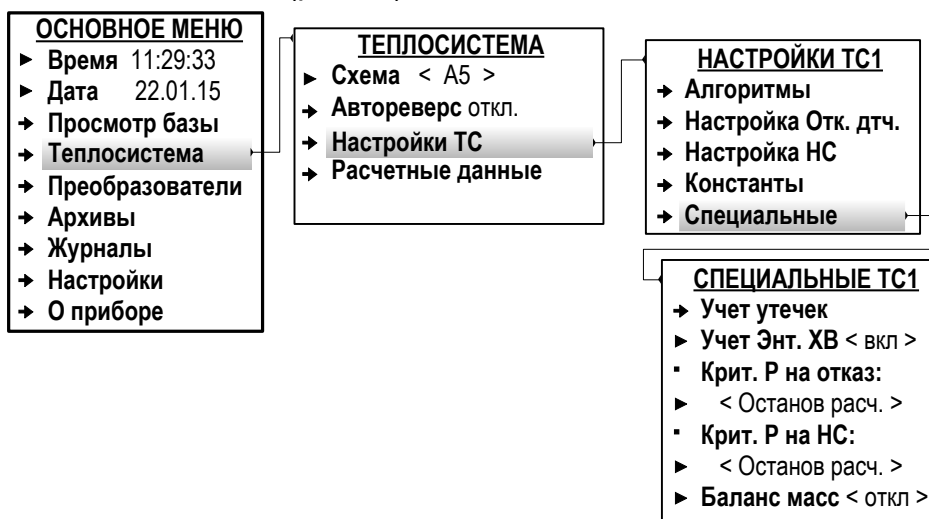 ОСНОВНОЕ МЕНЮ
Время 11:29:33
Дата 22.01.15
Просмотр базы
Теплосистема
Преобразователи
Архивы
Журналы
Настройки
О приборе
ТЕПЛОСИСТЕМА
Схема < А5 >
Автореверс откл.
Настройки ТС
Расчетные данные
НАСТРОЙКИ ТС1
Алгоритмы
Настройка Отк. дтч.
Настройка НС
Константы
Специальные
СПЕЦИАЛЬНЫЕ ТС1
Учет утечек
Учет Энт. ХВ < вкл >
Крит. Р на отказ:
< Останов расч. >
Крит. Р на НС:
< Останов расч. >
Баланс масс < откл >